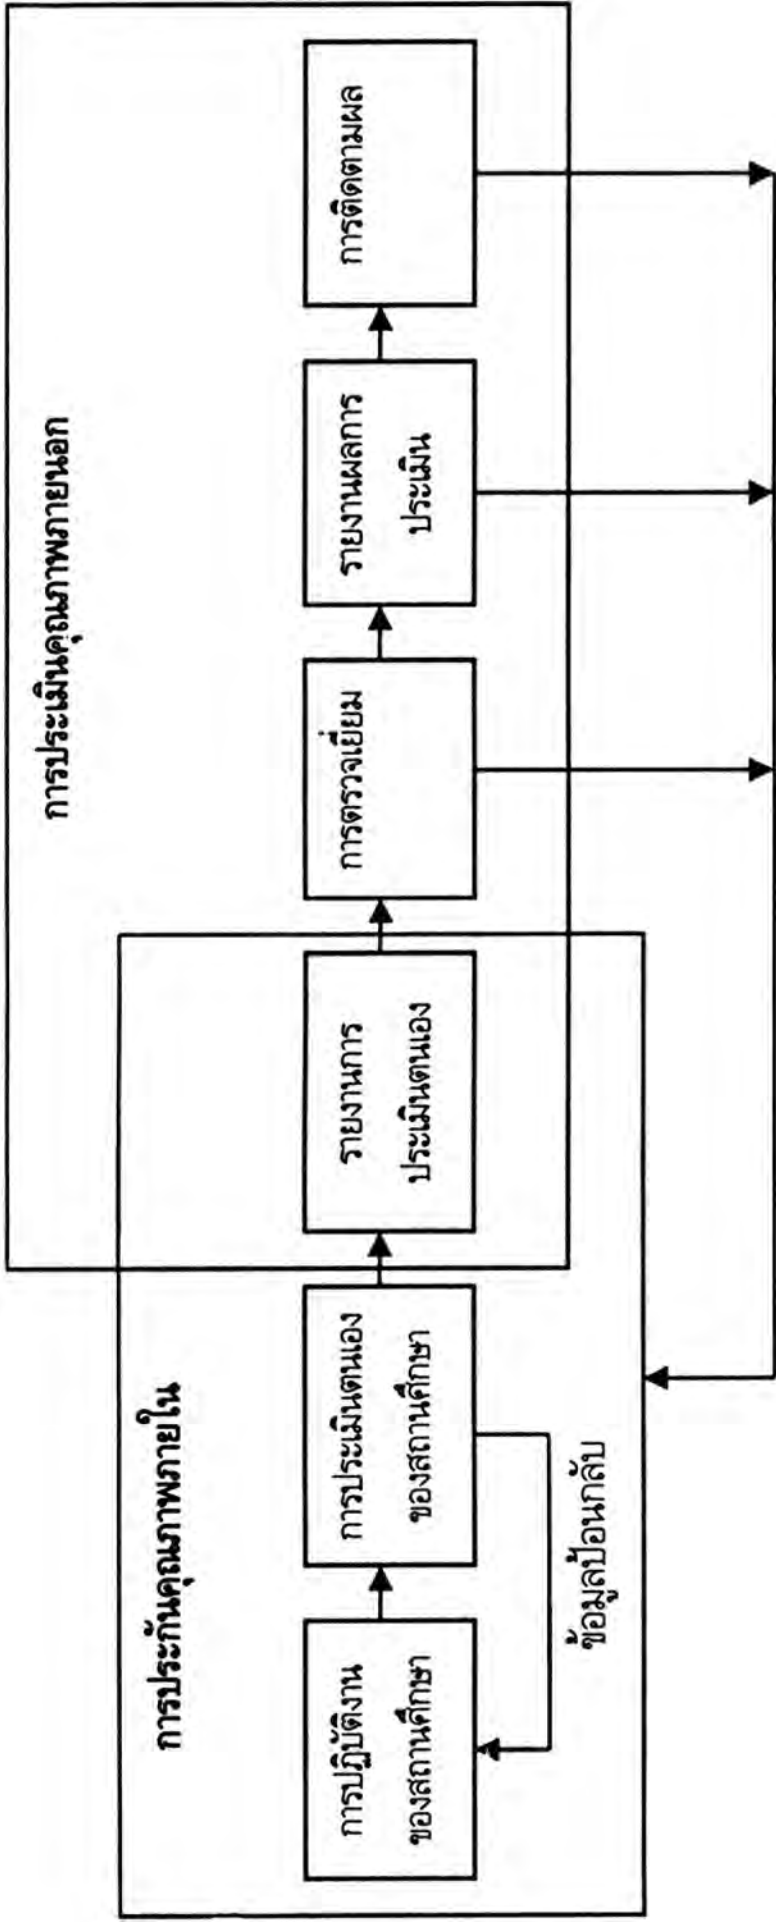 การประเมินคุณภาพภายนอก
การประกันคุณภาพภายใน
การปฏิบัติงาน
ของสถานศึกษา
การประเมินตนเอง
ของสถานศึกษา
รายงานการ
ประเมินตนเอง
การตรวจเยี่ยม
รายงานผลการ
ประเมิน
การติดตามผล
ข้อมูลป้อนกลับ